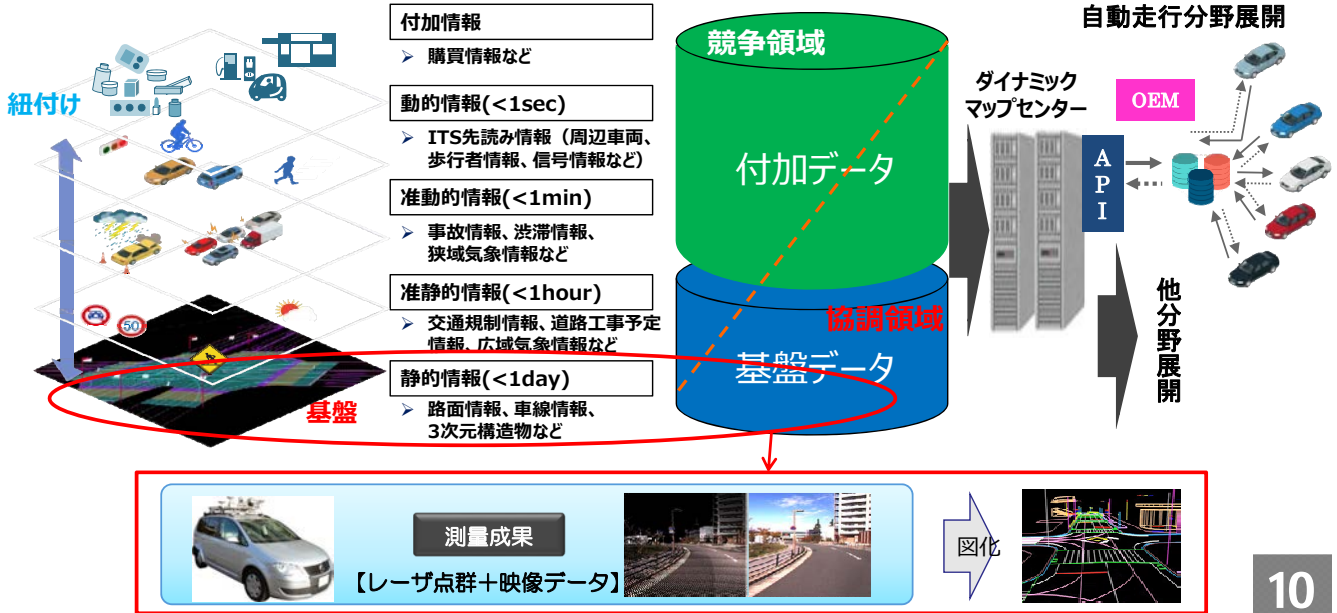 紐付け
付加情報
➢ 購買情報など
動的情報(<1sec)
➢ ITS先読み情報（周辺車両、
歩行者情報、信号情報など）
准動的情報(<1min)
➢ 事故情報、渋滞情報、
狭域気象情報など
准静的情報(<1hour)
➢ 交通規制情報、道路工事予定
情報、広域気象情報など
静的情報(<1day)
➢ 路面情報、車線情報、
3次元構造物など
50
基盤
競争領域
付加データ
協調領域
基盤データ
ダイナミック
マップセンター
API
自動走行分野展開
OEM
他分野展開
測量成果
【レーザ点群＋映像データ】
図化
10